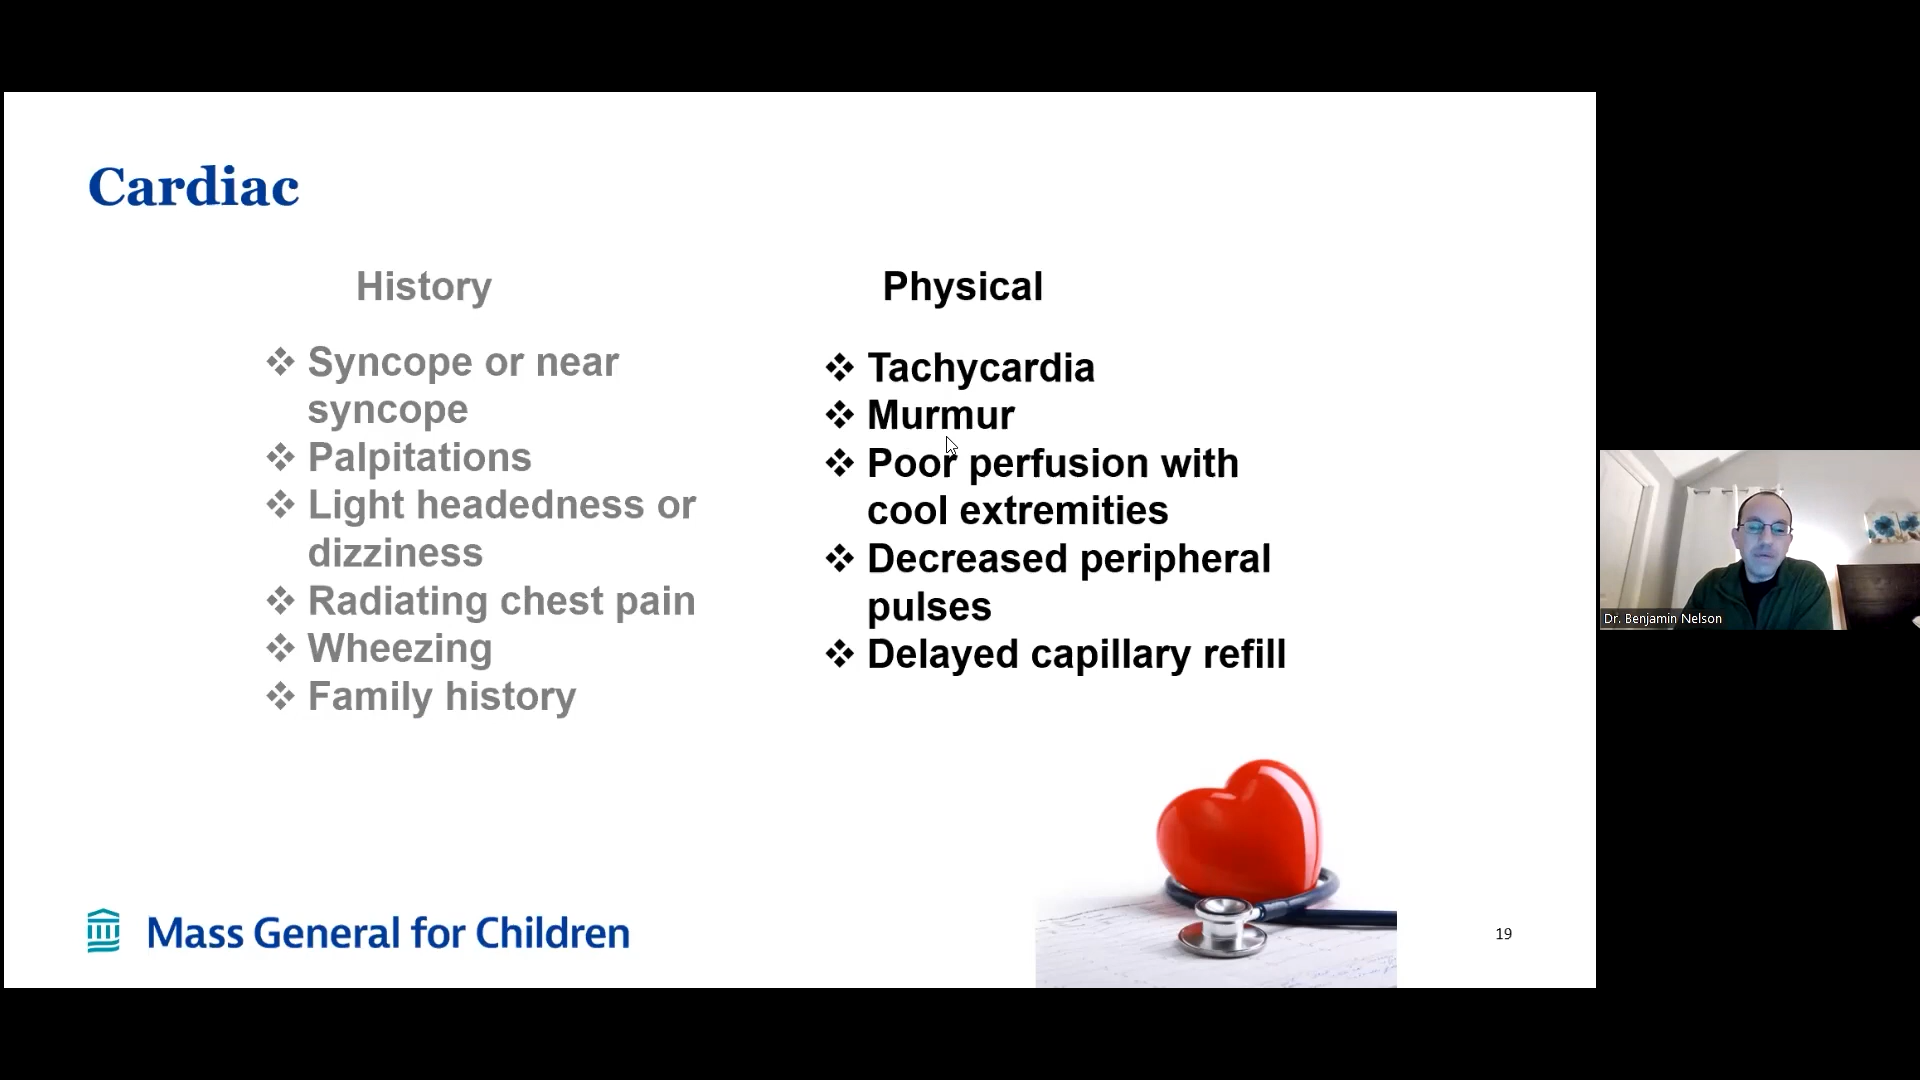 Cardiac
History
❖ Syncope or near
syncope
❖ Palpitations
❖ Light headedness or
dizziness
❖ Radiating chest pain
❖ Wheezing
❖ Family history
Physical
❖ Tachycardia
❖ Murmur
❖ Poor perfusion with
cool extremities
❖ Decreased peripheral
pulses
❖ Delayed capillary refill
Mass General for Children
19
Dr. Benjamin Nelson